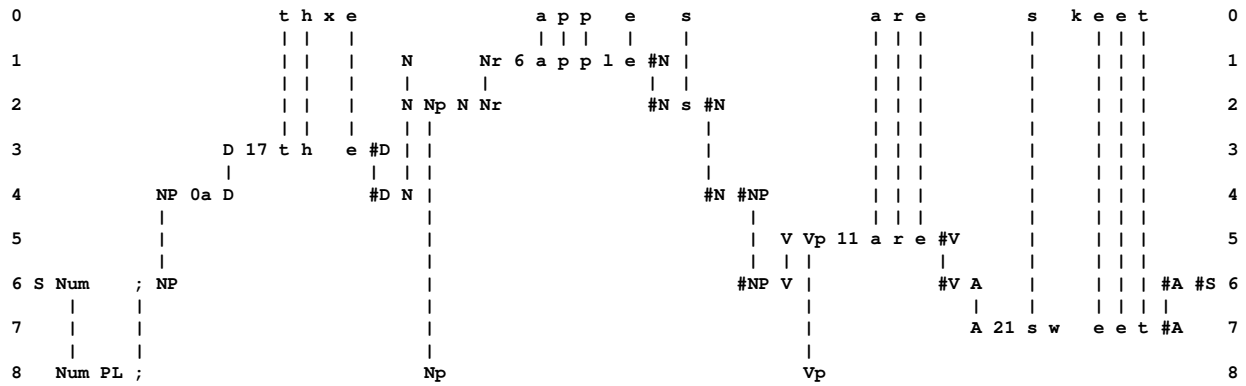 0 t h x e a p p e s a r e s k e e t 0
| | | | | | | | | | | | | | | |
1 | | | N Nr 6 a p p l e #N | | | | | | | | 1
| | | | | | | | | | | | | |
2 | | | N Np N Nr #N s #N | | | | | | | 2
| | | | | | | | | | | | |
3 D 17 t h e #D | | | | | | | | | | 3
| | | | | | | | | | | |
4 NP 0a D #D N | #N #NP | | | | | | | 4
| | | | | | | | | | |
5 | | | V Vp 11 a r e #V | | | | 5
| | | | | | | | | |
6 S Num ; NP | #NP V | #V A | | | | #A #S 6
| | | | | | | | | |
7 | | | | A 21 s w e e t #A 7
| | | |
8 Num PL ; Np Vp 8